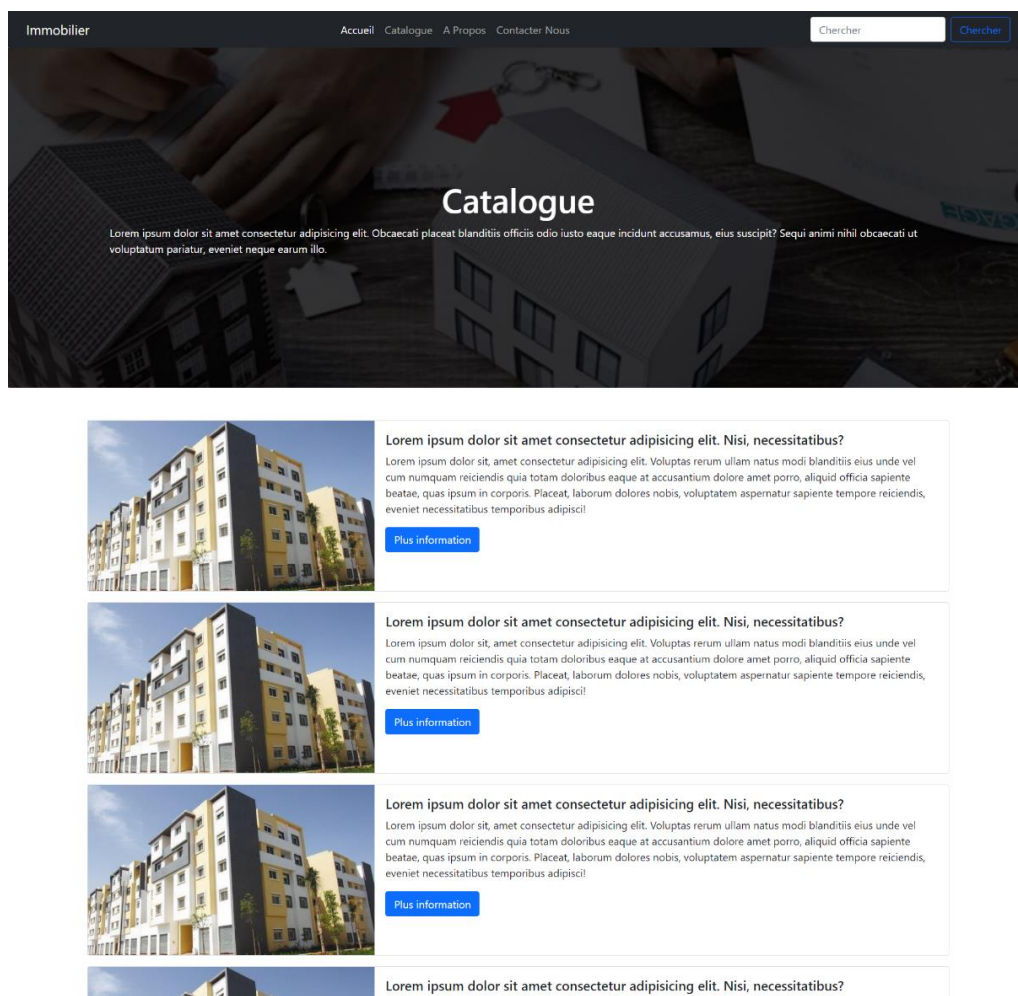 Immobilier
Accueil Catalogue A Propos Contacter Nous
Chercher
Chercher
Catalogue
Lorem ipsum dolor sit amet consectetur adipisicing elit. Obcaecati placeat blanditiis officiis odio iusto eaque incidunt accusamus, eius suscipit? Sequi animi nihil obcaecati ut
voluptatum pariatur, eveniet neque earum illo.
Lorem ipsum dolor sit amet consectetur adipisicing elit. Nisi, necessitatibus?
Lorem ipsum dolor sit, amet consectetur adipisicing elit. Voluptas rerum ullam natus modi blanditiis eius unde vel
cum numquam reiciendis quia totam doloribus eaque at accusantium dolore amet porro, aliquid officia sapiente
beatae, quas ipsum in corporis. Placeat, laborum dolores nobis, voluptatem aspernatur sapiente tempore reiciendis,
eveniet necessitatibus temporibus adipisci!
Plus information
Lorem ipsum dolor sit amet consectetur adipisicing elit. Nisi, necessitatibus?
Lorem ipsum dolor sit, amet consectetur adipisicing elit. Voluptas rerum ullam natus modi blanditiis eius unde vel
cum numquam reiciendis quia totam doloribus eaque at accusantium dolore amet porro, aliquid officia sapiente
beatae, quas ipsum in corporis. Placeat, laborum dolores nobis, voluptatem aspernatur sapiente tempore reiciendis,
eveniet necessitatibus temporibus adipisci!
Plus information
Lorem ipsum dolor sit amet consectetur adipisicing elit. Nisi, necessitatibus?
Lorem ipsum dolor sit, amet consectetur adipisicing elit. Voluptas rerum ullam natus modi blanditiis eius unde vel
cum numquam reiciendis quia totam doloribus eaque at accusantium dolore amet porro, aliquid officia sapiente
beatae, quas ipsum in corporis. Placeat, laborum dolores nobis, voluptatem aspernatur sapiente tempore reiciendis,
eveniet necessitatibus temporibus adipisci!
Plus information
Lorem ipsum dolor sit amet consectetur adipisicing elit. Nisi, necessitatibus?